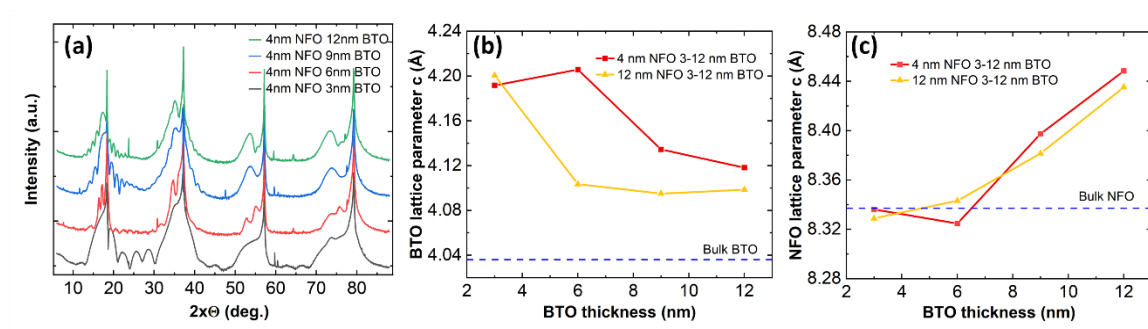 (a)
4nm NFO 12nm BTO
4nm NFO 9nm BTO
4nm NFO 6nm BTO
4nm NFO 3nm BTO
Intensity (a.u.)
10 20 30 40 50 60 70 80
2xΘ (deg.)
(b)
4 nm NFO 3-12 nm BTO
12 nm NFO 3-12 nm BTO
BTO lattice parameter c (Å)
4.24
4.20
4.16
4.12
4.08
4.04
Bulk BTO
2 4 6 8 10 12
BTO thickness (nm)
(c)
4 nm NFO 3-12 nm BTO
12 nm NFO 3-12 nm BTO
NFO lattice parameter c (Å)
8.48
8.44
8.40
8.36
8.32
8.28
Bulk NFO
2 4 6 8 10 12
BTO thickness (nm)